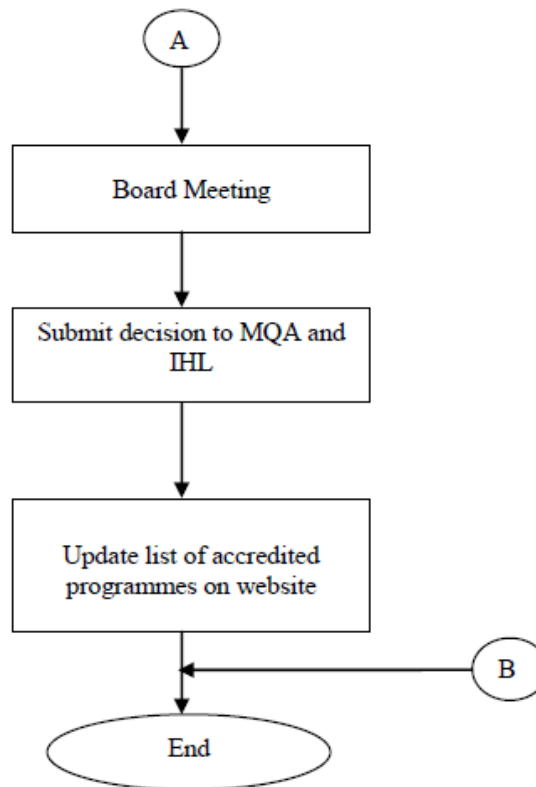 A
Board Meeting
Submit decision to MQA and
IHL
Update list of accredited
programmes on website
B
End